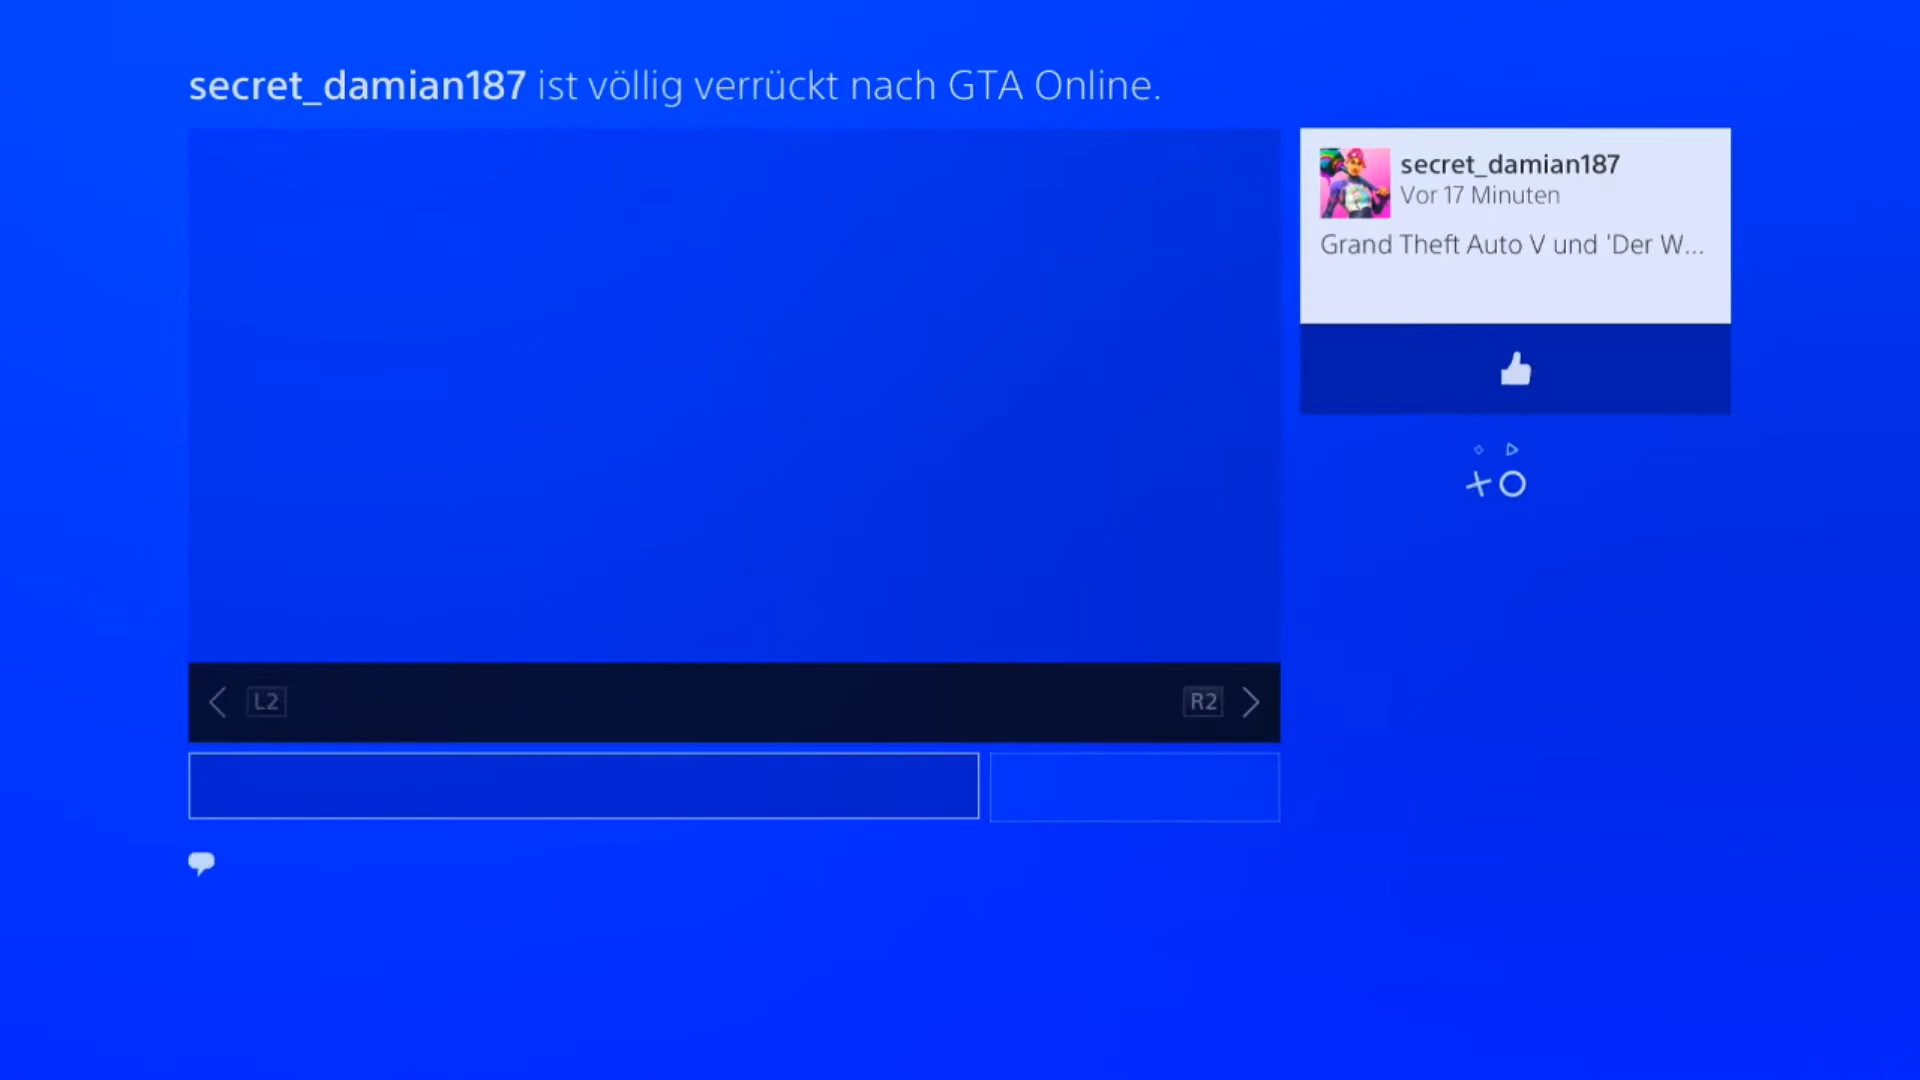 secret_damian187 ist völlig verrückt nach GTA Online.
secret_damian187
Vor 17 Minuten
Grand Theft Auto V und 'Der W...
L2
R2